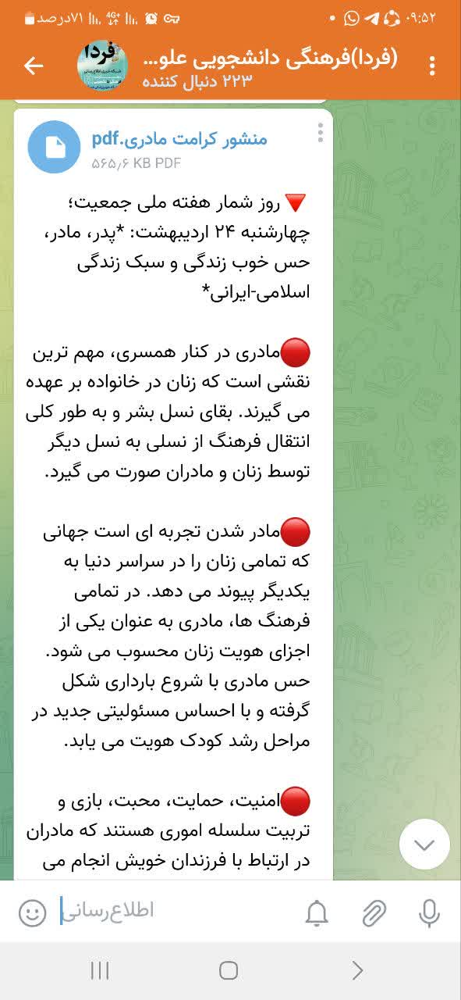 ۰۹:۵۲
4G+
۷۱درصد
(فردا)فرهنگی دانشجویی علو...
۲۲۳ دنبال کننده
فردا
منشور کرامت مادری.pdf
۵۶۵٫۶ KB PDF
🔻روز شمار هفته ملی جمعیت؛
چهارشنبه ۲۴ اردیبهشت: *پدر، مادر،
حس خوب زندگی و سبک زندگی
اسلامی-ایرانی*
🔴مادری در کنار همسری، مهم ترین
نقشی است که زنان در خانواده بر عهده
می گیرند. بقای نسل بشر و به طور کلی
انتقال فرهنگ از نسلی به نسل دیگر
توسط زنان و مادران صورت می گیرد.
🔴مادر شدن تجربه ای است جهانی
که تمامی زنان را در سراسر دنیا به
یکدیگر پیوند می دهد. در تمامی
فرهنگ ها، مادری به عنوان یکی از
اجزای هویت زنان محسوب می شود.
حس مادری با شروع بارداری شکل
گرفته و با احساس مسئولیتی جدید در
مراحل رشد کودک هویت می یابد.
🔴امنیت، حمایت، محبت، بازی و
تربیت سلسله اموری هستند که مادران
در ارتباط با فرزندان خویش انجام می
اطلاع‌رسانی